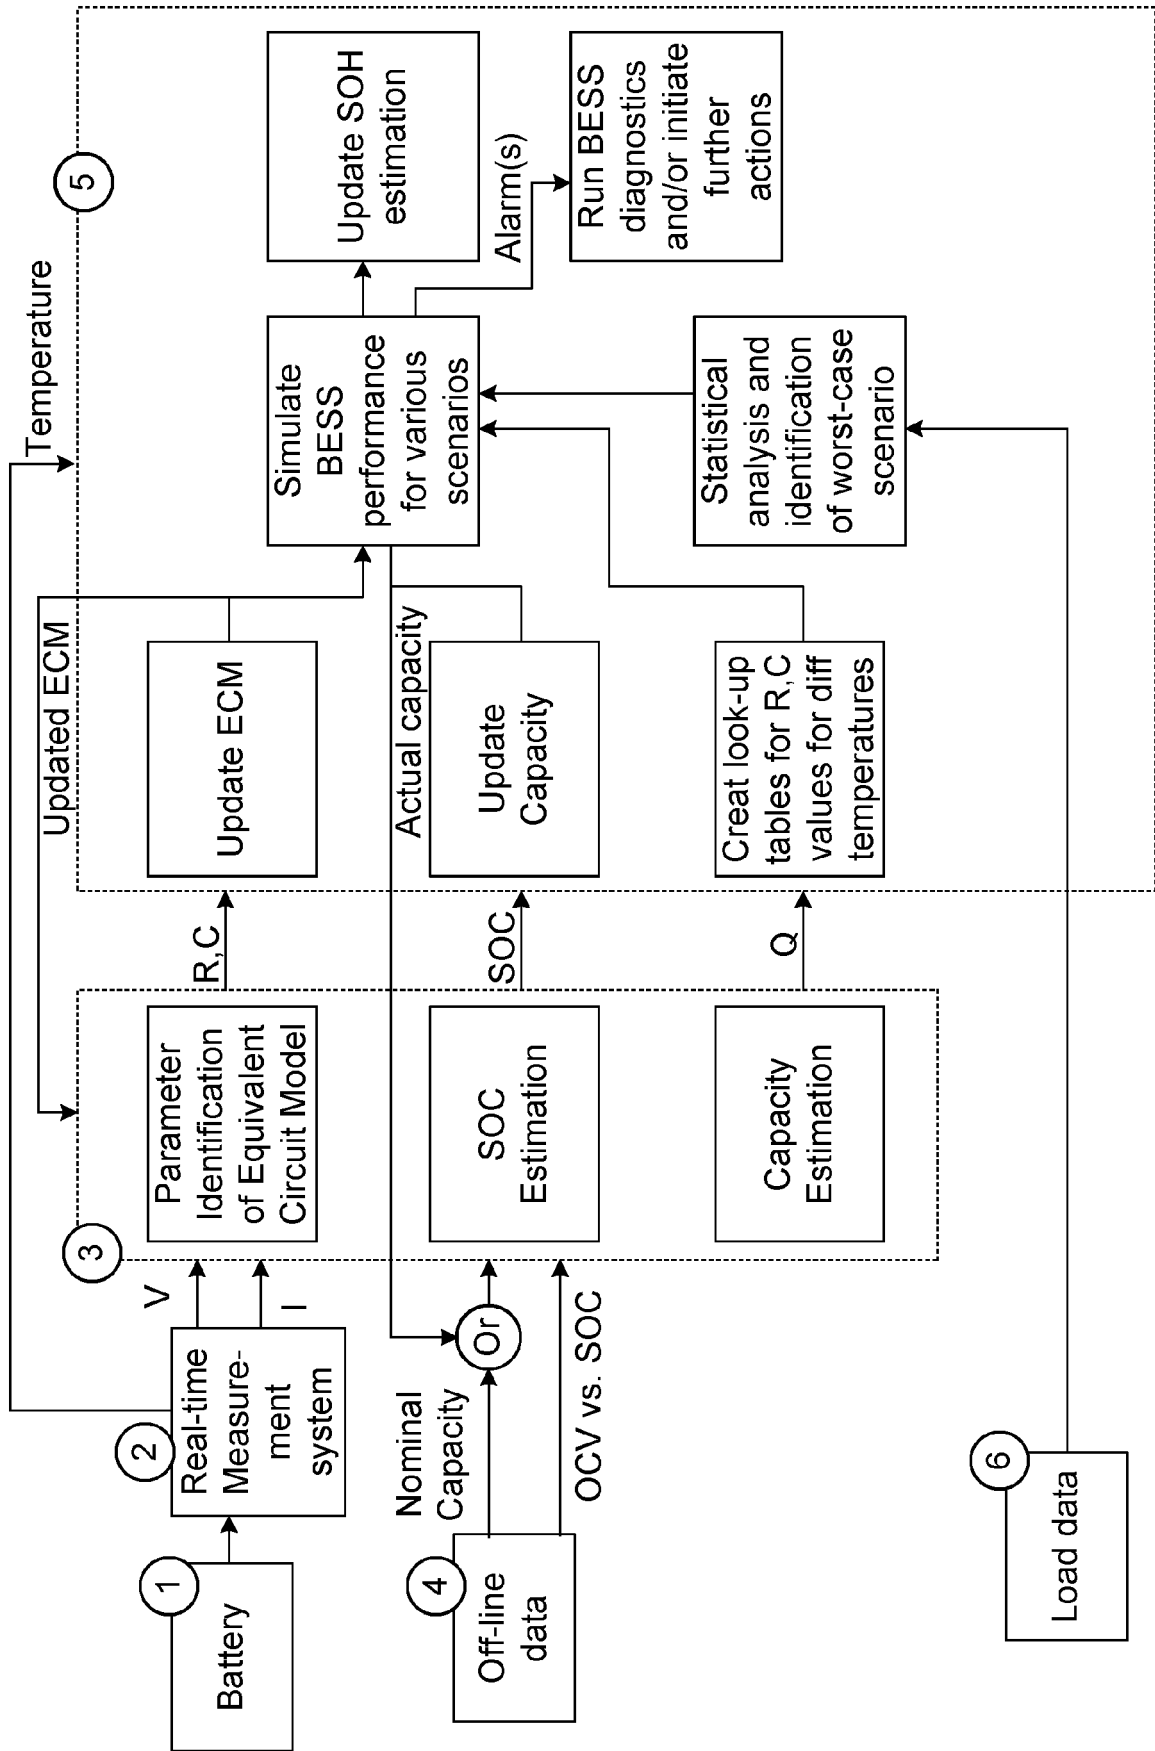 1
Battery
2
Real-time
Measure-
ment
system
V
I
Temperature
4
Off-line
data
Nominal
Capacity
OCV vs. SOC
Or
3
Parameter
Identification
of Equivalent
Circuit Model
SOC
Estimation
Capacity
Estimation
R,C
SOC
Q
Updated ECM
5
Update ECM
Actual capacity
Update
Capacity
Creat look-up
tables for R,C
values for diff
temperatures
Simulate
BESS
performance
for various
scenarios
Update SOH
estimation
Alarm(s)
Run BESS
diagnostics
and/or initiate
further
actions
Statistical
analysis and
identification
of worst-case
scenario
6
Load data